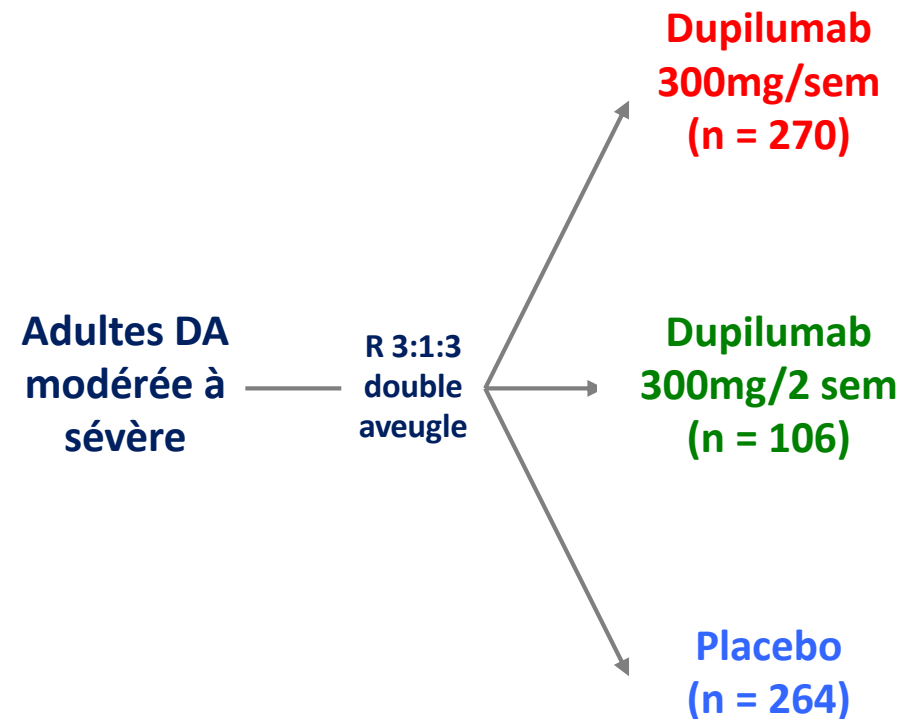 Adultes DA
modérée à
sévère
R 3:1:3
double
aveugle
Dupilumab
300mg/sem
(n = 270)
Dupilumab
300mg/2 sem
(n = 106)
Placebo
(n = 264)